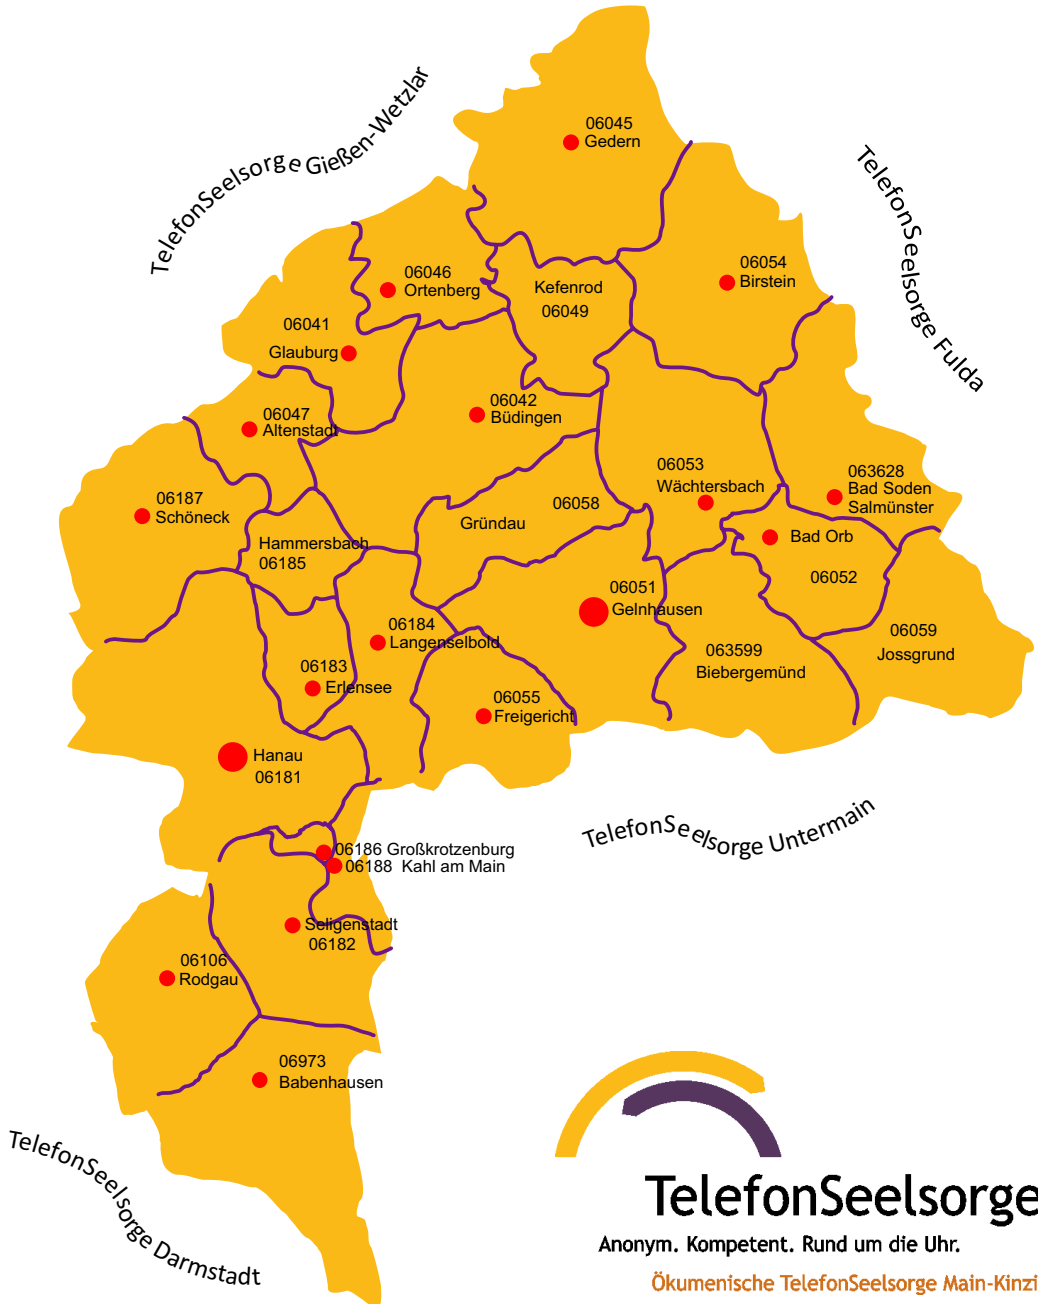 TelefonSeelsorge Gießen-Wetzlar
06045
Gedern
TelefonSeelsorge Fulda
06046
Ortenberg
Kefenrod
06049
06054
Birstein
06041
Glauburg
06047
Altenstadt
06042
Büdingen
06187
Schöneck
06053
Wächtersbach
063628
Bad Soden
Salmünster
Gründau
06058
Hammersbach
06185
Bad Orb
06052
06051
Gelnhausen
06184
Langenselbold
06059
Jossgrund
063599
Biebergemünd
06183
Erlensee
06055
Freigericht
Hanau
06181
TelefonSeelsorge Untermain
06186 Großkrotzenburg
06188 Kahl am Main
Seligenstadt
06182
06106
Rodgau
06973
Babenhausen
TelefonSeelsorge Darmstadt
TelefonSeelsorge
Anonym. Kompetent. Rund um die Uhr.
Ökumenische TelefonSeelsorge Main-Kinzi